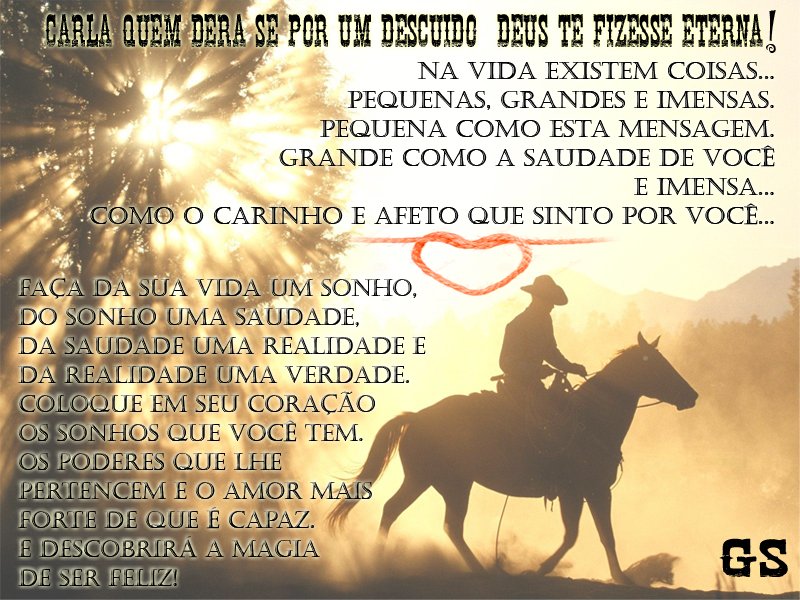 CARLA QUEM DERA SE POR UM DESCUIDO DEUS TE FIZESSE ETERNA!
NA VIDA EXISTEM COISAS...
PEQUENAS, GRANDES E IMENSAS.
PEQUENA COMO ESTA MENSAGEM.
GRANDE COMO A SAUDADE DE VOCÊ
E IMENSA...
COMO O CARINHO E AFETO QUE SINTO POR VOCÊ...
FAÇA DA SUA VIDA UM SONHO,
DO SONHO UMA SAUDADE,
DA SAUDADE UMA REALIDADE E
DA REALIDADE UMA VERDADE.
COLOQUE EM SEU CORAÇÃO
OS SONHOS QUE VOCÊ TEM.
OS PODERES QUE LHE
PERTENCEM E O AMOR MAIS
FORTE DE QUE É CAPAZ.
E DESCOBRIRÁ A MAGIA
DE SER FELIZ!
GS